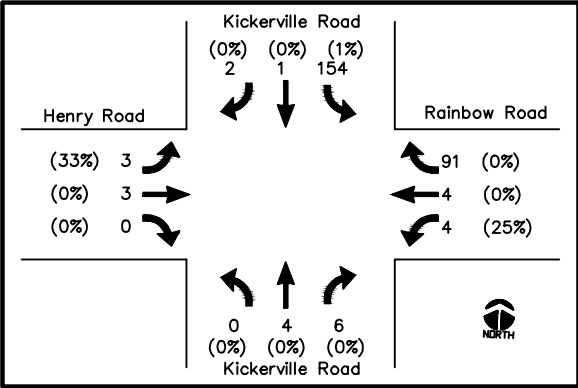 Kickerville Road
(0%) (0%) (1%)
2 1 154
Henry Road
(33%) 3
(0%) 3
(0%) 0
Rainbow Road
91 (0%)
4 (0%)
4 (25%)
0 4 6
(0%) (0%) (0%)
Kickerville Road
NORTH